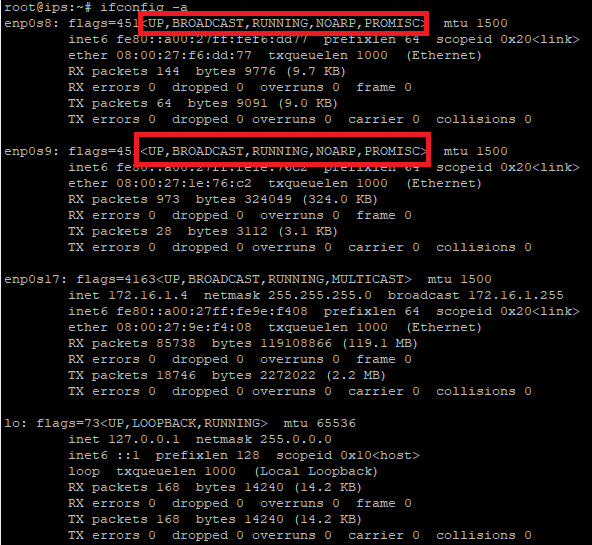 root@ips:~# ifconfig -a
enp0s8: flags=451<UP,BROADCAST,RUNNING,NOARP,PROMISC> mtu 1500
inet6 fe80::a00:27ff:fef6:dd77 prefixlen 64 scopeid 0x20<link>
ether 08:00:27:f6:dd:77 txqueuelen 1000 (Ethernet)
RX packets 144 bytes 9776 (9.7 KB)
RX errors 0 dropped 0 overruns 0 frame 0
TX packets 64 bytes 9091 (9.0 KB)
TX errors 0 dropped 0 overruns 0 carrier 0 collisions 0
enp0s9: flags=451<UP,BROADCAST,RUNNING,NOARP,PROMISC> mtu 1500
inet6 fe80::a00:27ff:fe1e:76c2 prefixlen 64 scopeid 0x20<link>
ether 08:00:27:1e:76:c2 txqueuelen 1000 (Ethernet)
RX packets 973 bytes 324049 (324.0 KB)
RX errors 0 dropped 0 overruns 0 frame 0
TX packets 28 bytes 3112 (3.1 KB)
TX errors 0 dropped 0 overruns 0 carrier 0 collisions 0
enp0s17: flags=4163<UP,BROADCAST,RUNNING,MULTICAST> mtu 1500
inet 172.16.1.4 netmask 255.255.255.0 broadcast 172.16.1.255
inet6 fe80::a00:27ff:fe9e:f408 prefixlen 64 scopeid 0x20<link>
ether 08:00:27:9e:f4:08 txqueuelen 1000 (Ethernet)
RX packets 85738 bytes 119108866 (119.1 MB)
RX errors 0 dropped 0 overruns 0 frame 0
TX packets 18746 bytes 2272022 (2.2 MB)
TX errors 0 dropped 0 overruns 0 carrier 0 collisions 0
lo: flags=73<UP,LOOPBACK,RUNNING> mtu 65536
inet 127.0.0.1 netmask 255.0.0.0
inet6 ::1 prefixlen 128 scopeid 0x10<host>
loop txqueuelen 1000 (Local Loopback)
RX packets 168 bytes 14240 (14.2 KB)
RX errors 0 dropped 0 overruns 0 frame 0
TX packets 168 bytes 14240 (14.2 KB)
TX errors 0 dropped 0 overruns 0 carrier 0 collisions 0